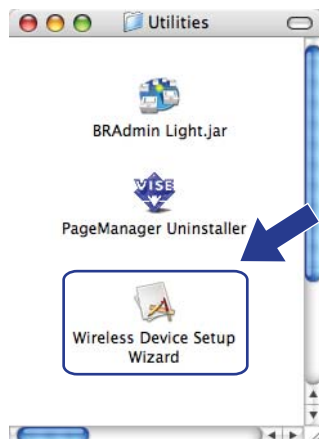 Utilities
BRAdmin Light.jar
VISE
PageManager Uninstaller
Wireless Device Setup
Wizard